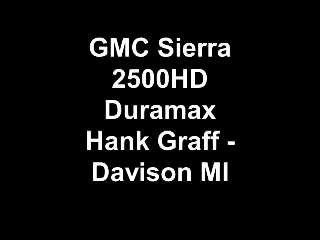 GMC Sierra
2500HD
Duramax
Hank Graff -
Davison MI